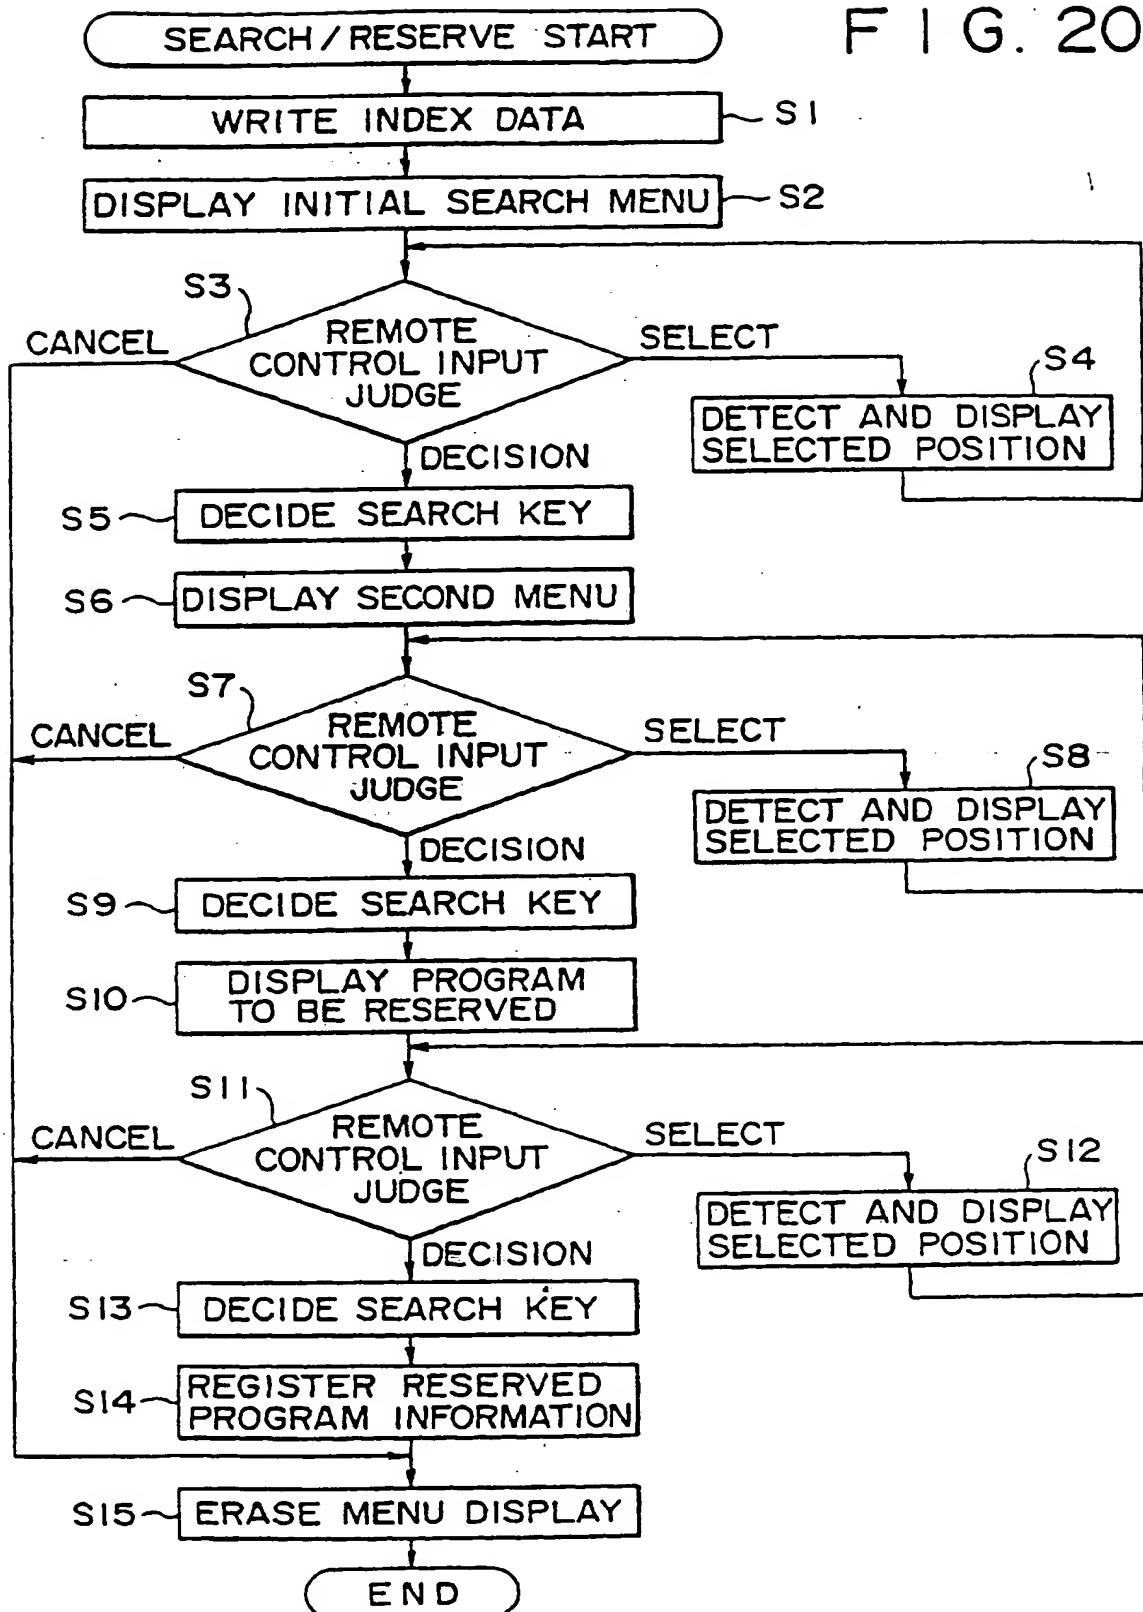 FIG. 20
SEARCH / RESERVE START
WRITE INDEX DATA
S1
DISPLAY INITIAL SEARCH MENU
S2
S3
REMOTE
CONTROL INPUT
JUDGE
CANCEL
SELECT
S4
DETECT AND DISPLAY
SELECTED POSITION
DECISION
S5
DECIDE SEARCH KEY
S6
DISPLAY SECOND MENU
S7
REMOTE
CONTROL INPUT
JUDGE
CANCEL
SELECT
S8
DETECT AND DISPLAY
SELECTED POSITION
DECISION
S9
DECIDE SEARCH KEY
S10
DISPLAY PROGRAM
TO BE RESERVED
S11
REMOTE
CONTROL INPUT
JUDGE
CANCEL
SELECT
S12
DETECT AND DISPLAY
SELECTED POSITION
DECISION
S13
DECIDE SEARCH KEY
S14
REGISTER RESERVED
PROGRAM INFORMATION
S15
ERASE MENU DISPLAY
END